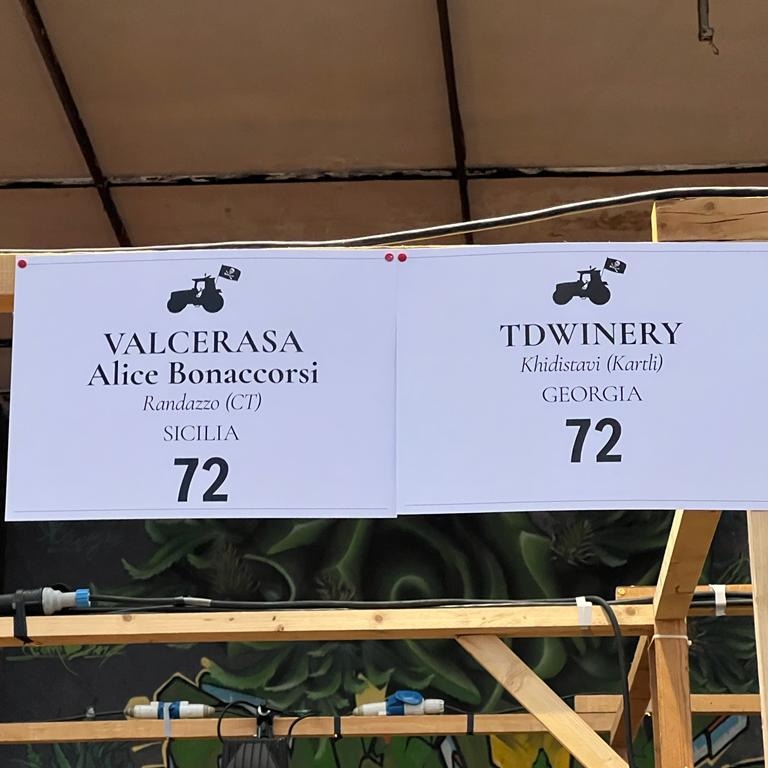 VALCERASA
Alice Bonaccorsi
Randazzo (CT)
SICILIA
72
TDWINERY
Khidistavi (Kartli)
GEORGIA
72